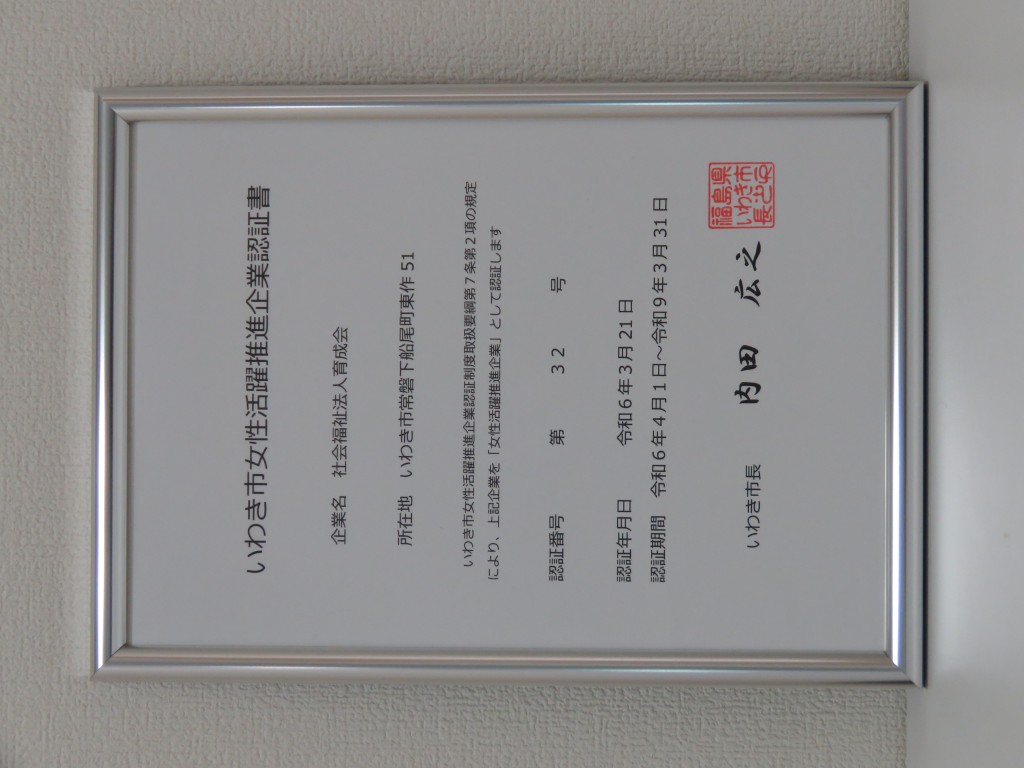 いわき市女性活躍推進企業認証書
企業名　社会福祉法人育成会
所在地　いわき市常磐下船尾町東作 51
いわき市女性活躍推進企業認証制度取扱要綱第７条第２項の規定
により、上記企業を「女性活躍推進企業」として認証します
認証番号　第　３２　号
認証年月日　令和６年３月 21 日
認証期間　令和６年４月１日～令和９年３月 31 日
いわき市長　内田　広之
福島県
いわき市
長之印